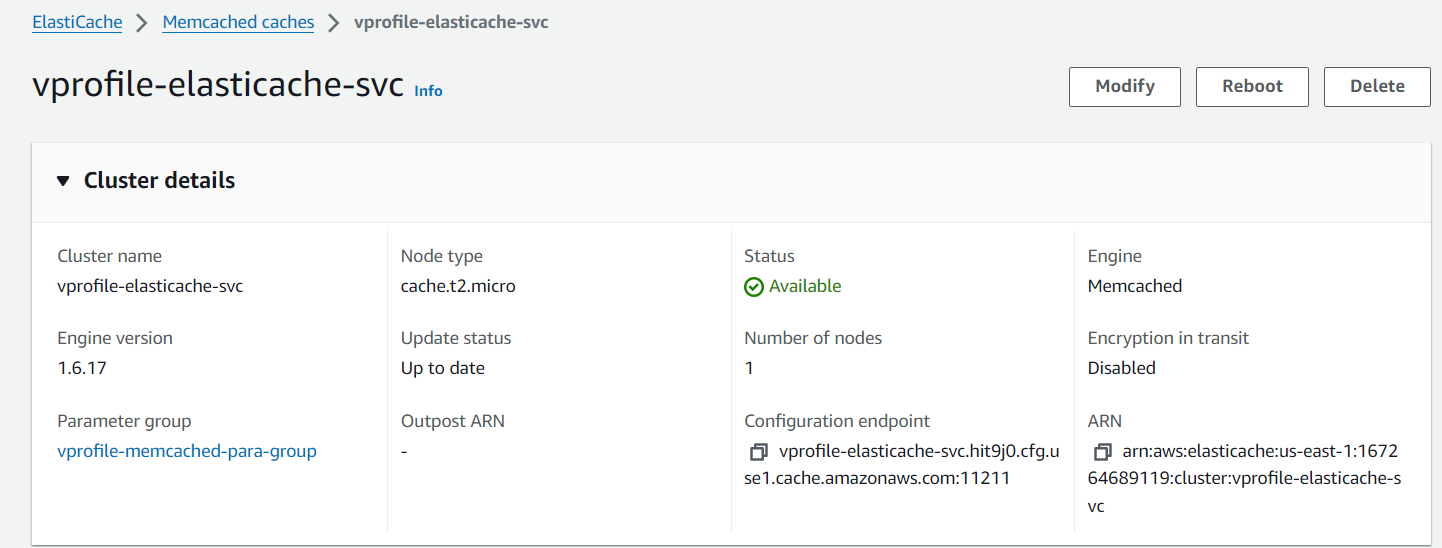 ElastiCache > Memcached caches > vprofile-elasticache-svc
vprofile-elasticache-svc Info
Modify Reboot Delete
Cluster details
Cluster name
vprofile-elasticache-svc
Node type
cache.t2.micro
Status
Available
Engine
Memcached
Engine version
1.6.17
Update status
Up to date
Number of nodes
1
Encryption in transit
Disabled
Parameter group
vprofile-memcached-para-group
Outpost ARN
-
Configuration endpoint
vprofile-elasticache-svc.hit9j0.cfg.u
se1.cache.amazonaws.com:11211
ARN
arn:aws:elasticache:us-east-1:1672
64689119:cluster:vprofile-elasticache-s
vc